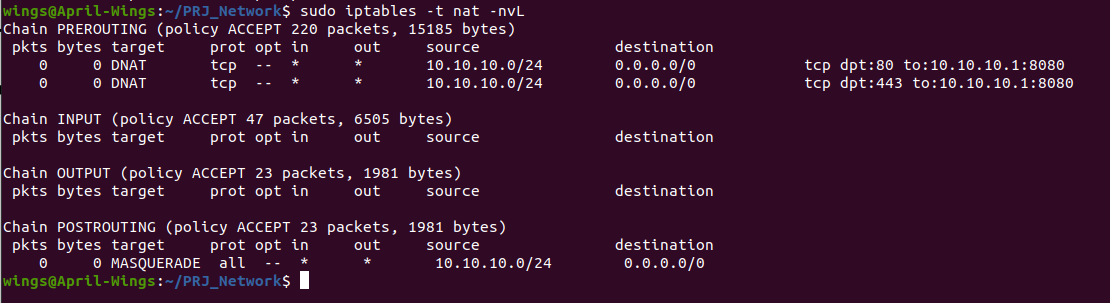 wings@April-Wings:~/PRJ_Network$ sudo iptables -t nat -nvL
Chain PREROUTING (policy ACCEPT 220 packets, 15185 bytes)
 pkts bytes target     prot opt in     out     source               destination
    0     0 DNAT       tcp  --  *      *       10.10.10.0/24        0.0.0.0/0            tcp dpt:80 to:10.10.10.1:8080
    0     0 DNAT       tcp  --  *      *       10.10.10.0/24        0.0.0.0/0            tcp dpt:443 to:10.10.10.1:8080

Chain INPUT (policy ACCEPT 47 packets, 6505 bytes)
 pkts bytes target     prot opt in     out     source               destination

Chain OUTPUT (policy ACCEPT 23 packets, 1981 bytes)
 pkts bytes target     prot opt in     out     source               destination

Chain POSTROUTING (policy ACCEPT 23 packets, 1981 bytes)
 pkts bytes target     prot opt in     out     source               destination
    0     0 MASQUERADE  all  --  *      *       10.10.10.0/24        0.0.0.0/0
wings@April-Wings:~/PRJ_Network$